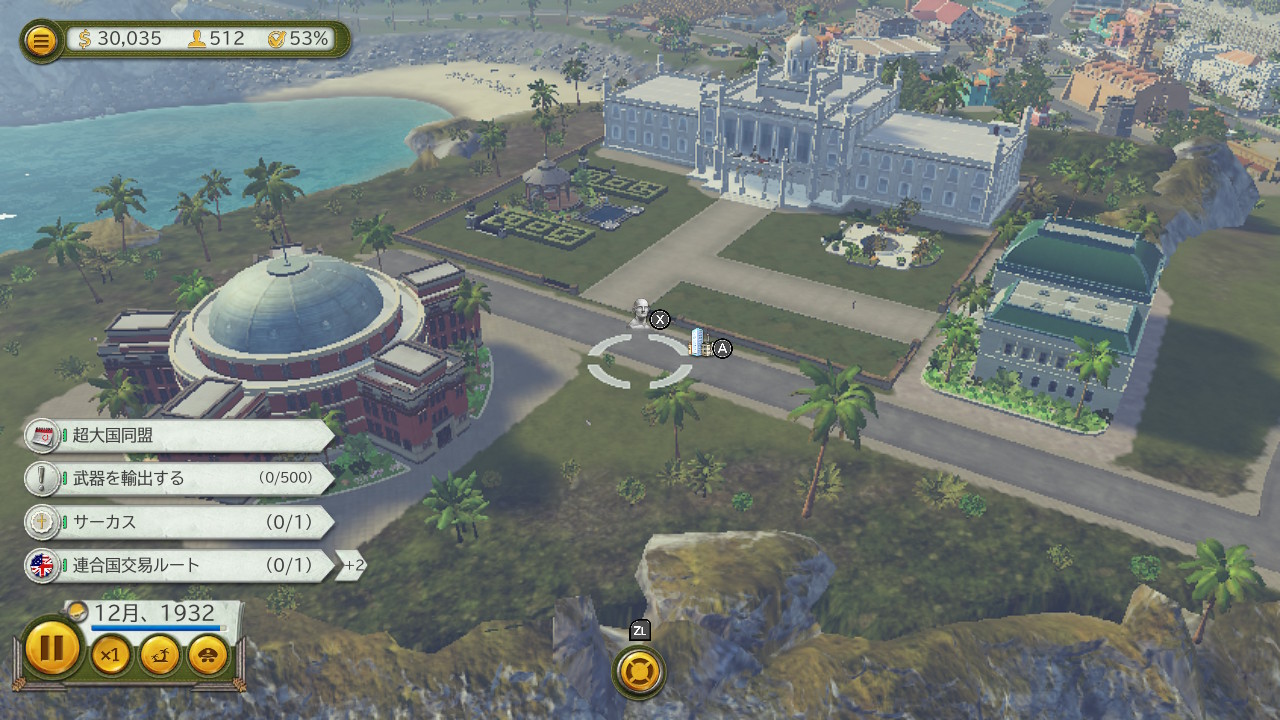 $ 30,035 512 53%
X
A
超大国同盟
武器を輸出する (0/500)
サーカス (0/1)
連合国交易ルート (0/1) +2
12月、1932
×1
ZL